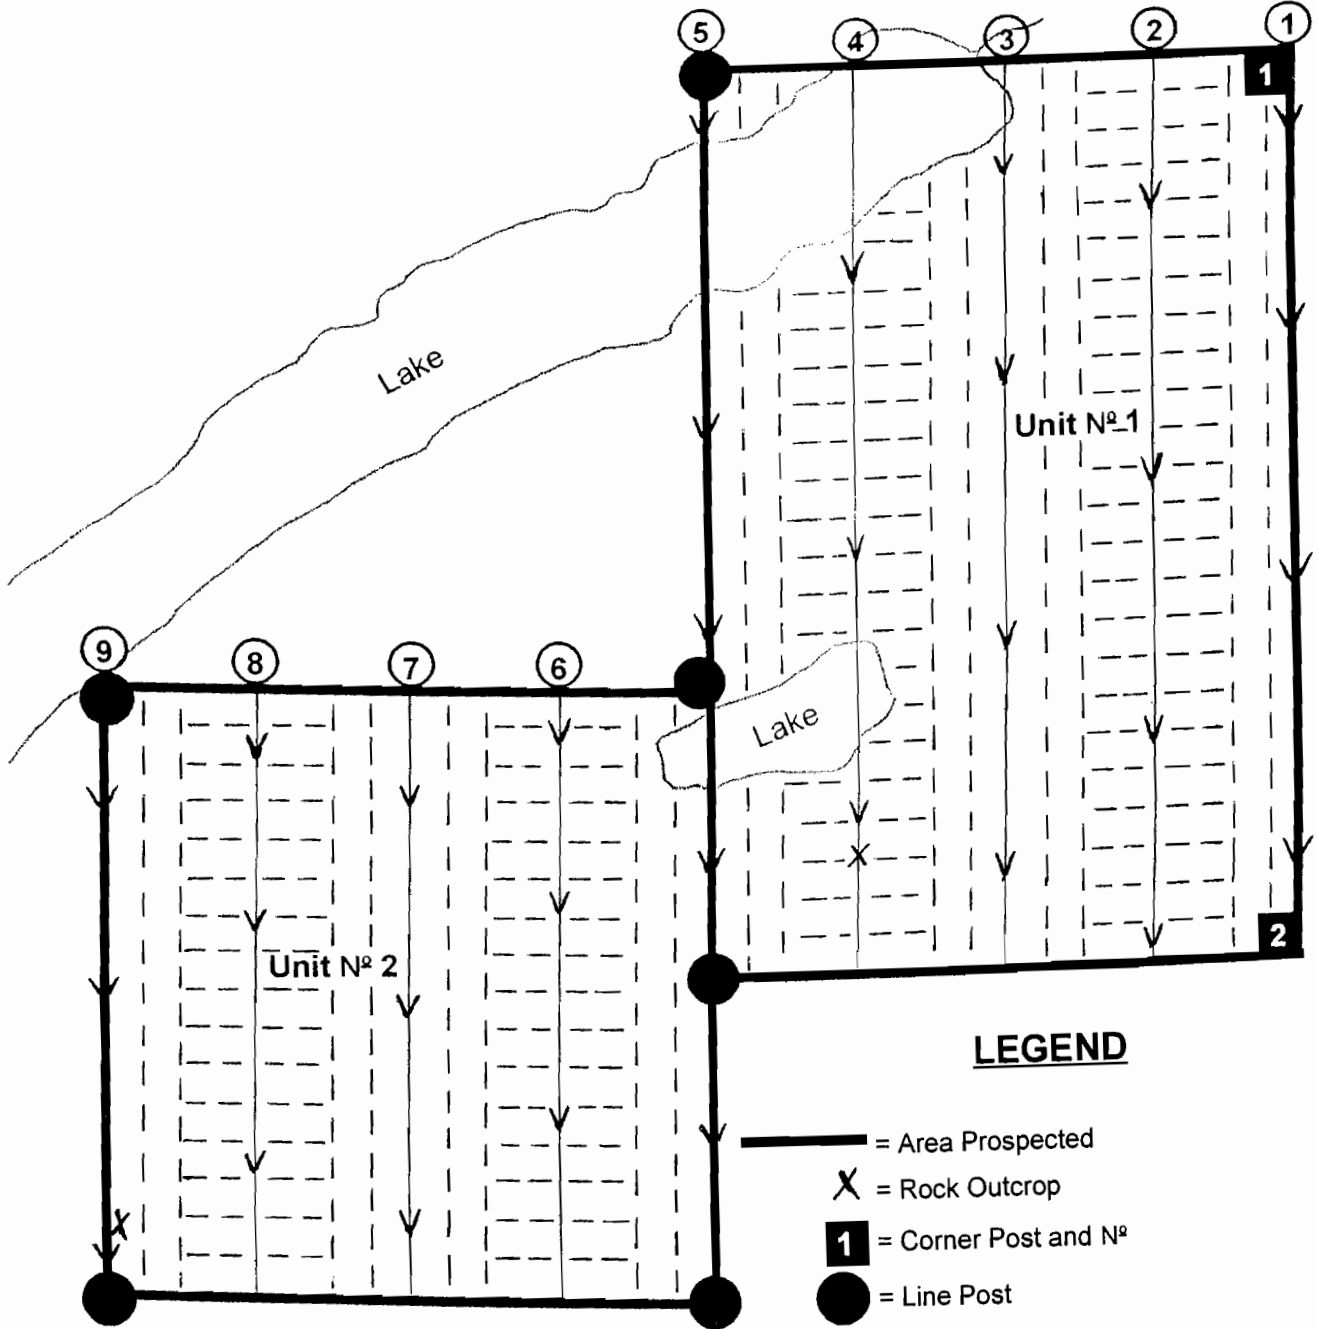 5 4 3 2 1
1
Lake
Unit Nº 1
9 8 7 6
Lake
2
Unit Nº 2
LEGEND
= Area Prospected
X = Rock Outcrop
1 = Corner Post and Nº
= Line Post